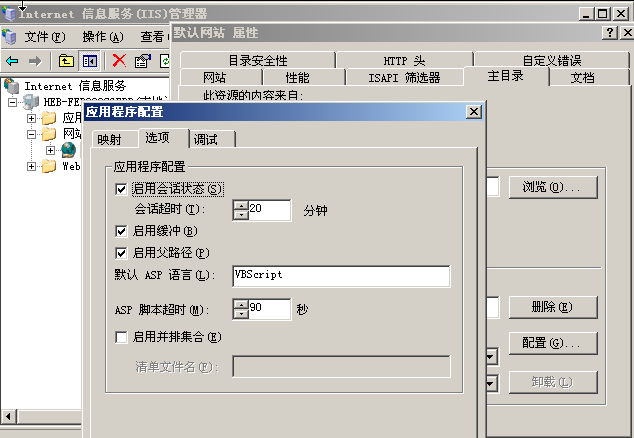 Internet 信息服务(IIS)管理器
文件(F) 操作(A) 查看
默认网站 属性
目录安全性 HTTP 头 自定义错误
网站 性能 ISAPI 筛选器 主目录 文档
此资源的内容来自:
Internet 信息服务
应用
网站
Web
应用程序配置
映射 选项 调试
应用程序配置
启用会话状态(S)
会话超时(T): 20 分钟
启用缓冲(B)
启用父路径(P)
默认 ASP 语言(L): VBScript
ASP 脚本超时(M): 90 秒
启用并排集合(E)
清单文件名(F):
浏览(O)...
删除(E)
配置(G)...
卸载(L)